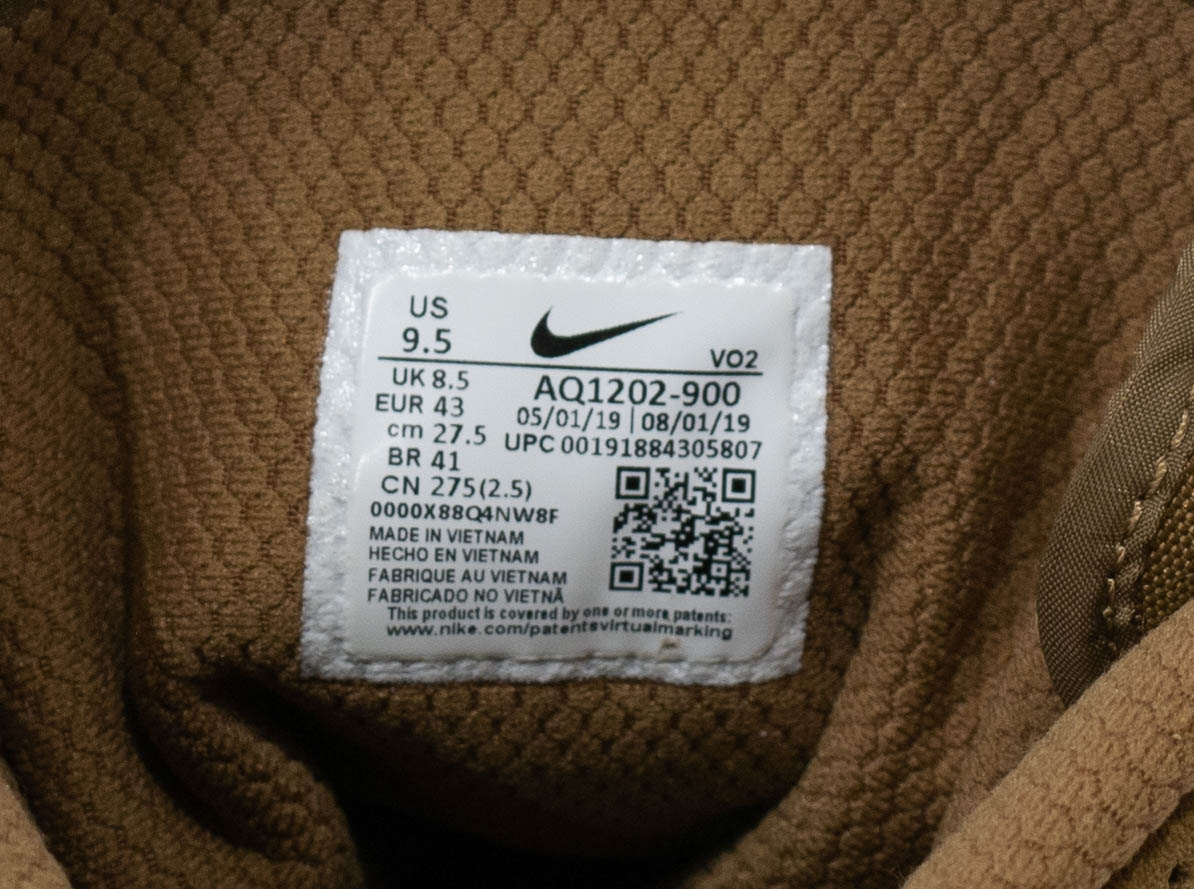 US
9.5
VO2
UK 8.5
EUR 43
cm 27.5
BR 41
CN 275(2.5)
AQ1202-900
05/01/19 | 08/01/19
UPC 00191884305807
0000X88Q4NW8F
MADE IN VIETNAM
HECHO EN VIETNAM
FABRIQUE AU VIETNAM
FABRICADO NO VIETNÃ
This product is covered by one or more patents:
www.nike.com/patentsvirtualmarking